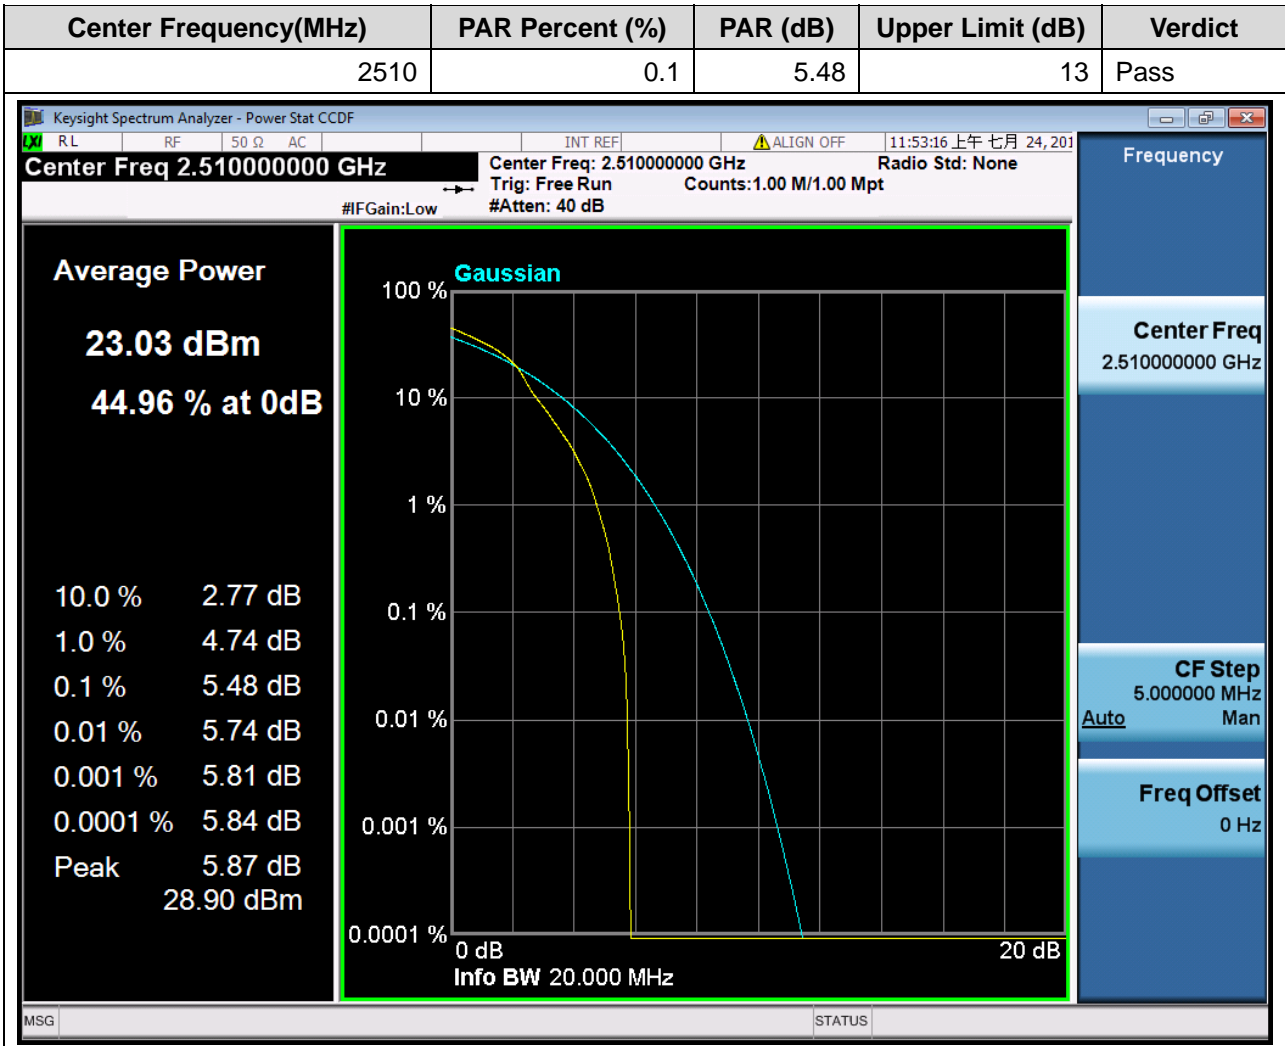 Center Frequency(MHz) PAR Percent (%) PAR (dB) Upper Limit (dB) Verdict
2510 0.1 5.48 13 Pass
Keysight Spectrum Analyzer - Power Stat CCDF
LXI RL RF 50 Ω AC INT REF ALIGN OFF 11:53:16 上午 七月 24, 201
Center Freq 2.510000000 GHz
#IFGain:Low
Center Freq: 2.510000000 GHz Radio Std: None
Trig: Free Run Counts:1.00 M/1.00 Mpt
#Atten: 40 dB
Average Power
23.03 dBm
44.96 % at 0dB
10.0 % 2.77 dB
1.0 % 4.74 dB
0.1 % 5.48 dB
0.01 % 5.74 dB
0.001 % 5.81 dB
0.0001 % 5.84 dB
Peak 5.87 dB
28.90 dBm
Gaussian
100 %
10 %
1 %
0.1 %
0.01 %
0.001 %
0.0001 %
0 dB 20 dB
Info BW 20.000 MHz
Frequency
Center Freq
2.510000000 GHz
CF Step
5.000000 MHz
Auto Man
Freq Offset
0 Hz
MSG STATUS